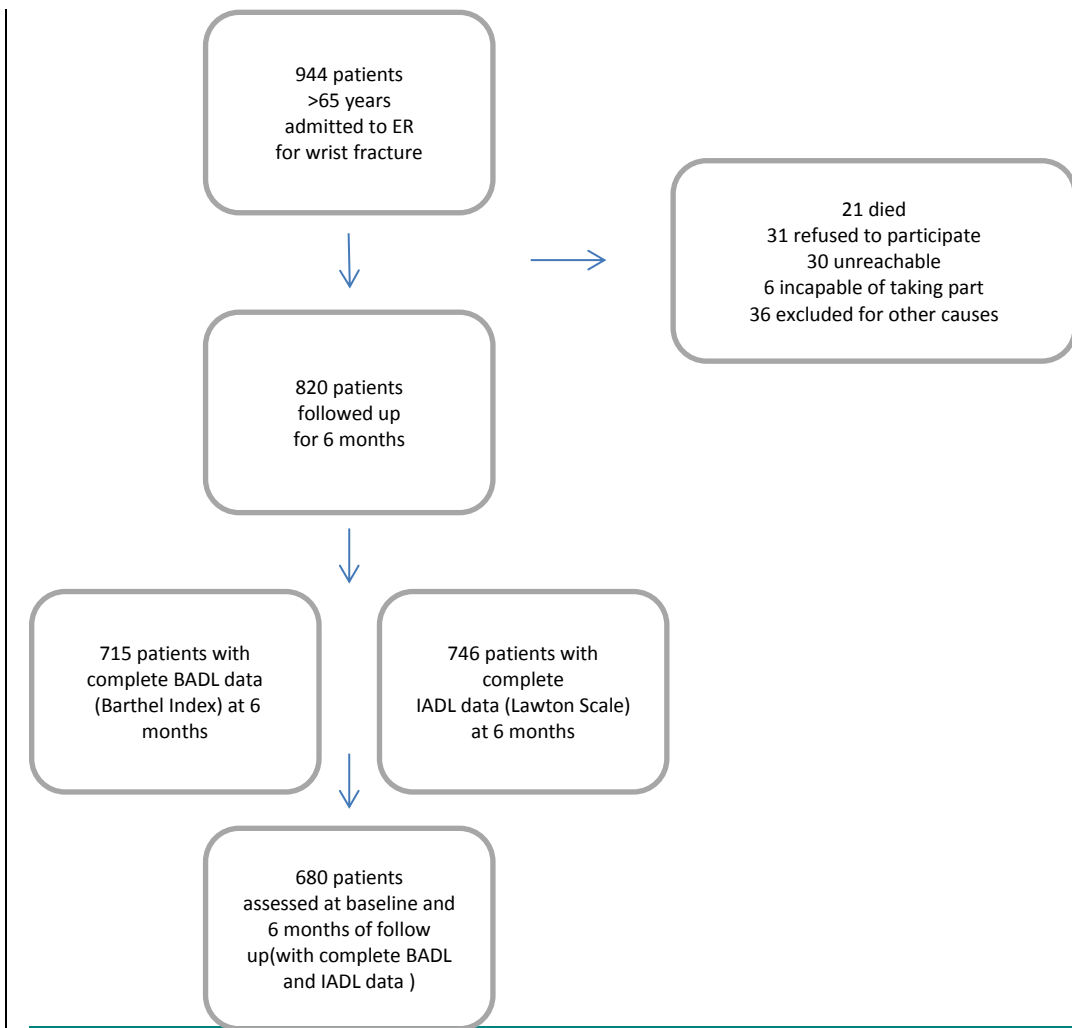 944 patients
>65 years
admitted to ER
for wrist fracture
21 died
31 refused to participate
30 unreachable
6 incapable of taking part
36 excluded for other causes
820 patients
followed up
for 6 months
715 patients with
complete BADL data
(Barthel Index) at 6
months
746 patients with
complete
IADL data (Lawton Scale)
at 6 months
680 patients
assessed at baseline and
6 months of follow
up(with complete BADL
and IADL data )